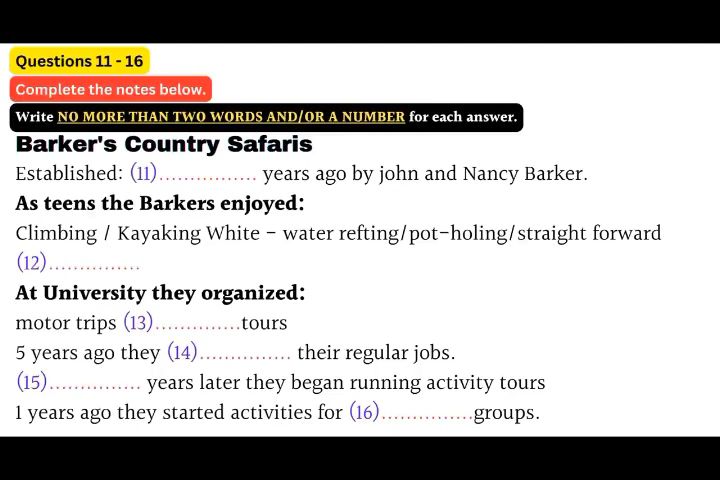 Questions 11 - 16
Complete the notes below.
Write NO MORE THAN TWO WORDS AND/OR A NUMBER for each answer.
Barker's Country Safaris
Established: (11)................ years ago by john and Nancy Barker.
As teens the Barkers enjoyed:
Climbing / Kayaking White - water refting/pot-holing/straight forward
(12)...............
At University they organized:
motor trips (13)..............tours
5 years ago they (14)............... their regular jobs.
(15)............... years later they began running activity tours
1 years ago they started activities for (16)...............groups.